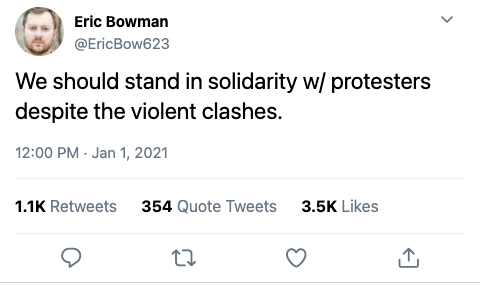 Eric Bowman
@EricBow623
We should stand in solidarity w/ protesters
despite the violent clashes.
12:00 PM · Jan 1, 2021
1.1K Retweets 354 Quote Tweets 3.5K Likes